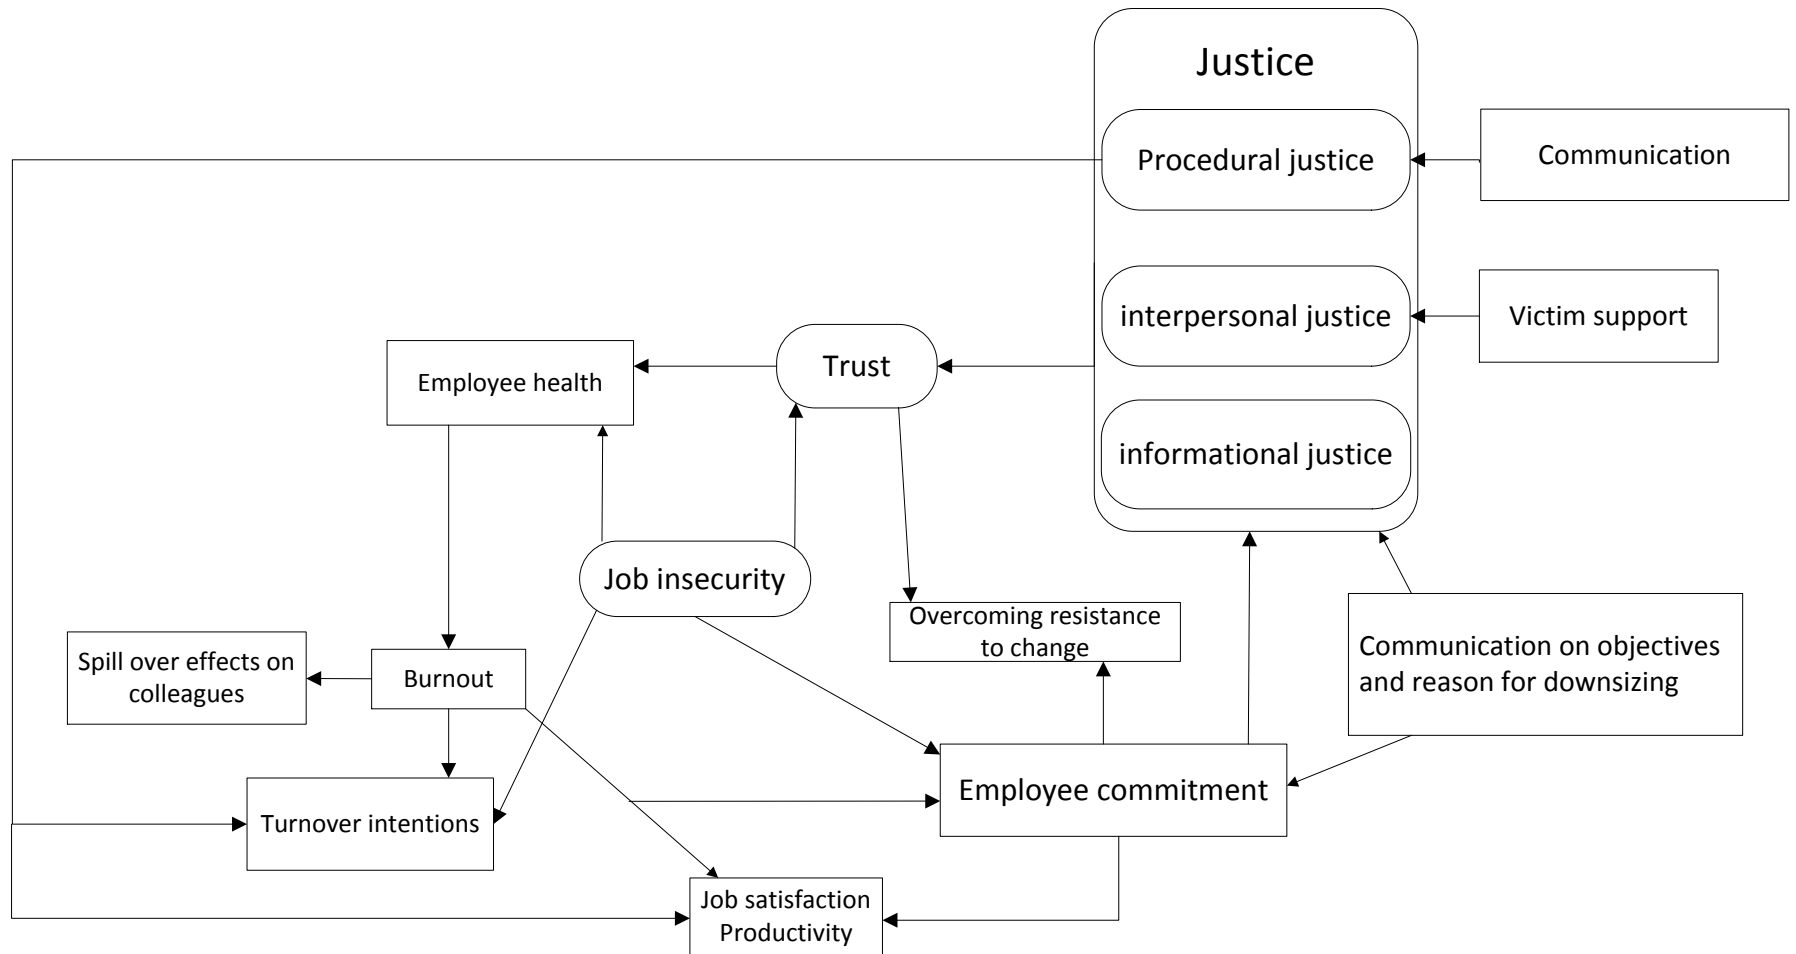 Justice
Procedural justice
Communication
interpersonal justice
Victim support
Trust
Employee health
informational justice
Job insecurity
Overcoming resistance
to change
Communication on objectives
and reason for downsizing
Spill over effects on
colleagues
Burnout
Employee commitment
Turnover intentions
Job satisfaction
Productivity